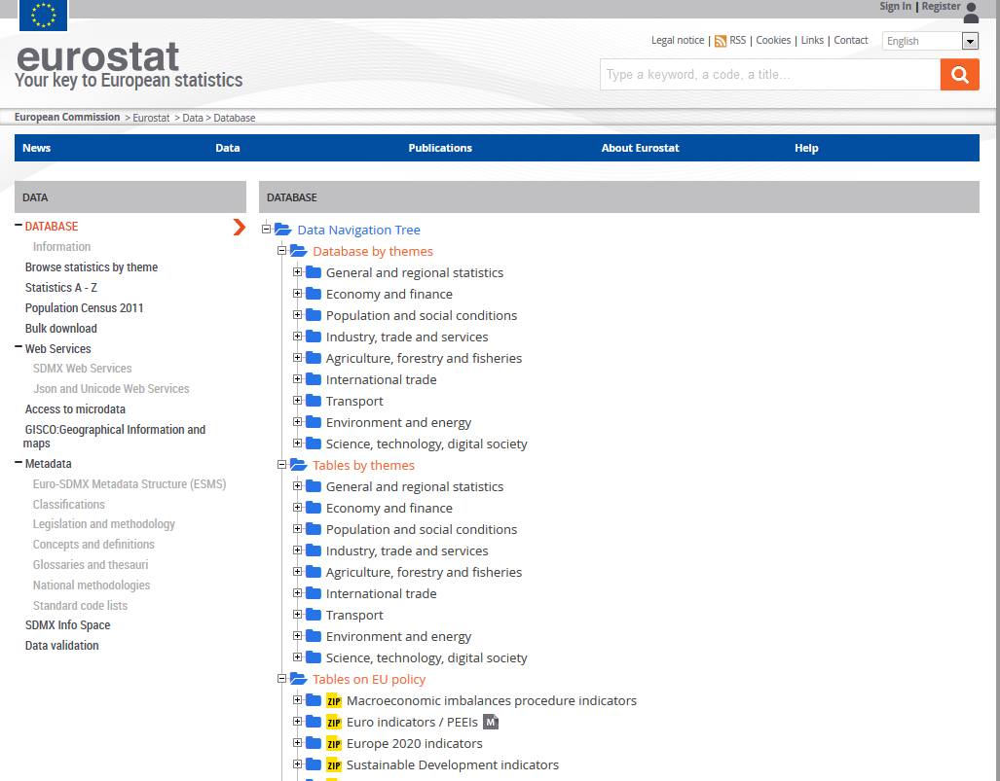 Sign In | Register
Legal notice | RSS | Cookies | Links | Contact
English
eurostat
Your key to European statistics
Type a keyword, a code, a title...
European Commission > Eurostat > Data > Database
News Data Publications About Eurostat Help
DATA
DATABASE
Information
Browse statistics by theme
Statistics A - Z
Population Census 2011
Bulk download
Web Services
SDMX Web Services
Json and Unicode Web Services
Access to microdata
GISCO:Geographical Information and
maps
Metadata
Euro-SDMX Metadata Structure (ESMS)
Classifications
Legislation and methodology
Concepts and definitions
Glossaries and thesauri
National methodologies
Standard code lists
SDMX Info Space
Data validation
DATABASE
Data Navigation Tree
Database by themes
General and regional statistics
Economy and finance
Population and social conditions
Industry, trade and services
Agriculture, forestry and fisheries
International trade
Transport
Environment and energy
Science, technology, digital society
Tables by themes
General and regional statistics
Economy and finance
Population and social conditions
Industry, trade and services
Agriculture, forestry and fisheries
International trade
Transport
Environment and energy
Science, technology, digital society
Tables on EU policy
ZIP Macroeconomic imbalances procedure indicators
ZIP Euro indicators / PEEIs M
ZIP Europe 2020 indicators
ZIP Sustainable Development indicators